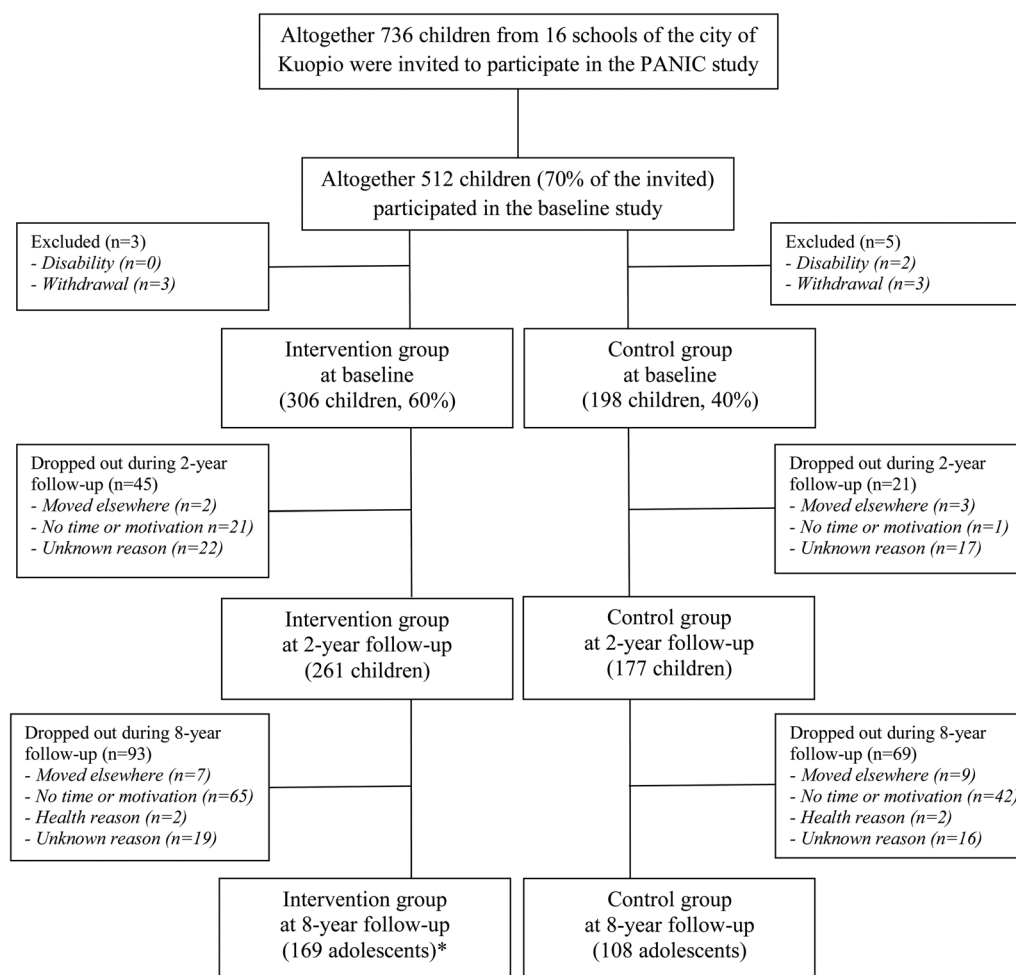 Altogether 736 children from 16 schools of the city of
Kuopio were invited to participate in the PANIC study
Altogether 512 children (70% of the invited)
participated in the baseline study
Excluded (n=3)
- Disability (n=0)
- Withdrawal (n=3)
Excluded (n=5)
- Disability (n=2)
- Withdrawal (n=3)
Intervention group
at baseline
(306 children, 60%)
Control group
at baseline
(198 children, 40%)
Dropped out during 2-year
follow-up (n=45)
- Moved elsewhere (n=2)
- No time or motivation n=21)
- Unknown reason (n=22)
Dropped out during 2-year
follow-up (n=21)
- Moved elsewhere (n=3)
- No time or motivation (n=1)
- Unknown reason (n=17)
Intervention group
at 2-year follow-up
(261 children)
Control group
at 2-year follow-up
(177 children)
Dropped out during 8-year
follow-up (n=93)
- Moved elsewhere (n=7)
- No time or motivation (n=65)
- Health reason (n=2)
- Unknown reason (n=19)
Dropped out during 8-year
follow-up (n=69)
- Moved elsewhere (n=9)
- No time or motivation (n=42)
- Health reason (n=2)
- Unknown reason (n=16)
Intervention group
at 8-year follow-up
(169 adolescents)*
Control group
at 8-year follow-up
(108 adolescents)